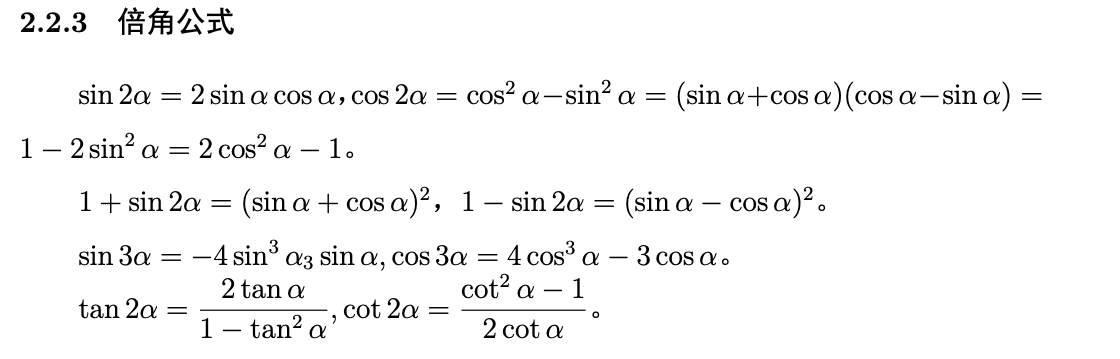 2.2.3 倍角公式
sin 2α = 2 sin α cos α，cos 2α = cos² α−sin² α = (sin α+cos α)(cos α−sin α) =
1 − 2 sin² α = 2 cos² α − 1。
1 + sin 2α = (sin α + cos α)²，1 − sin 2α = (sin α − cos α)²。
sin 3α = −4 sin³ α₃ sin α, cos 3α = 4 cos³ α − 3 cos α。
tan 2α = \frac{2 tan α}{1 − tan² α}, cot 2α = \frac{cot² α − 1}{2 cot α}。